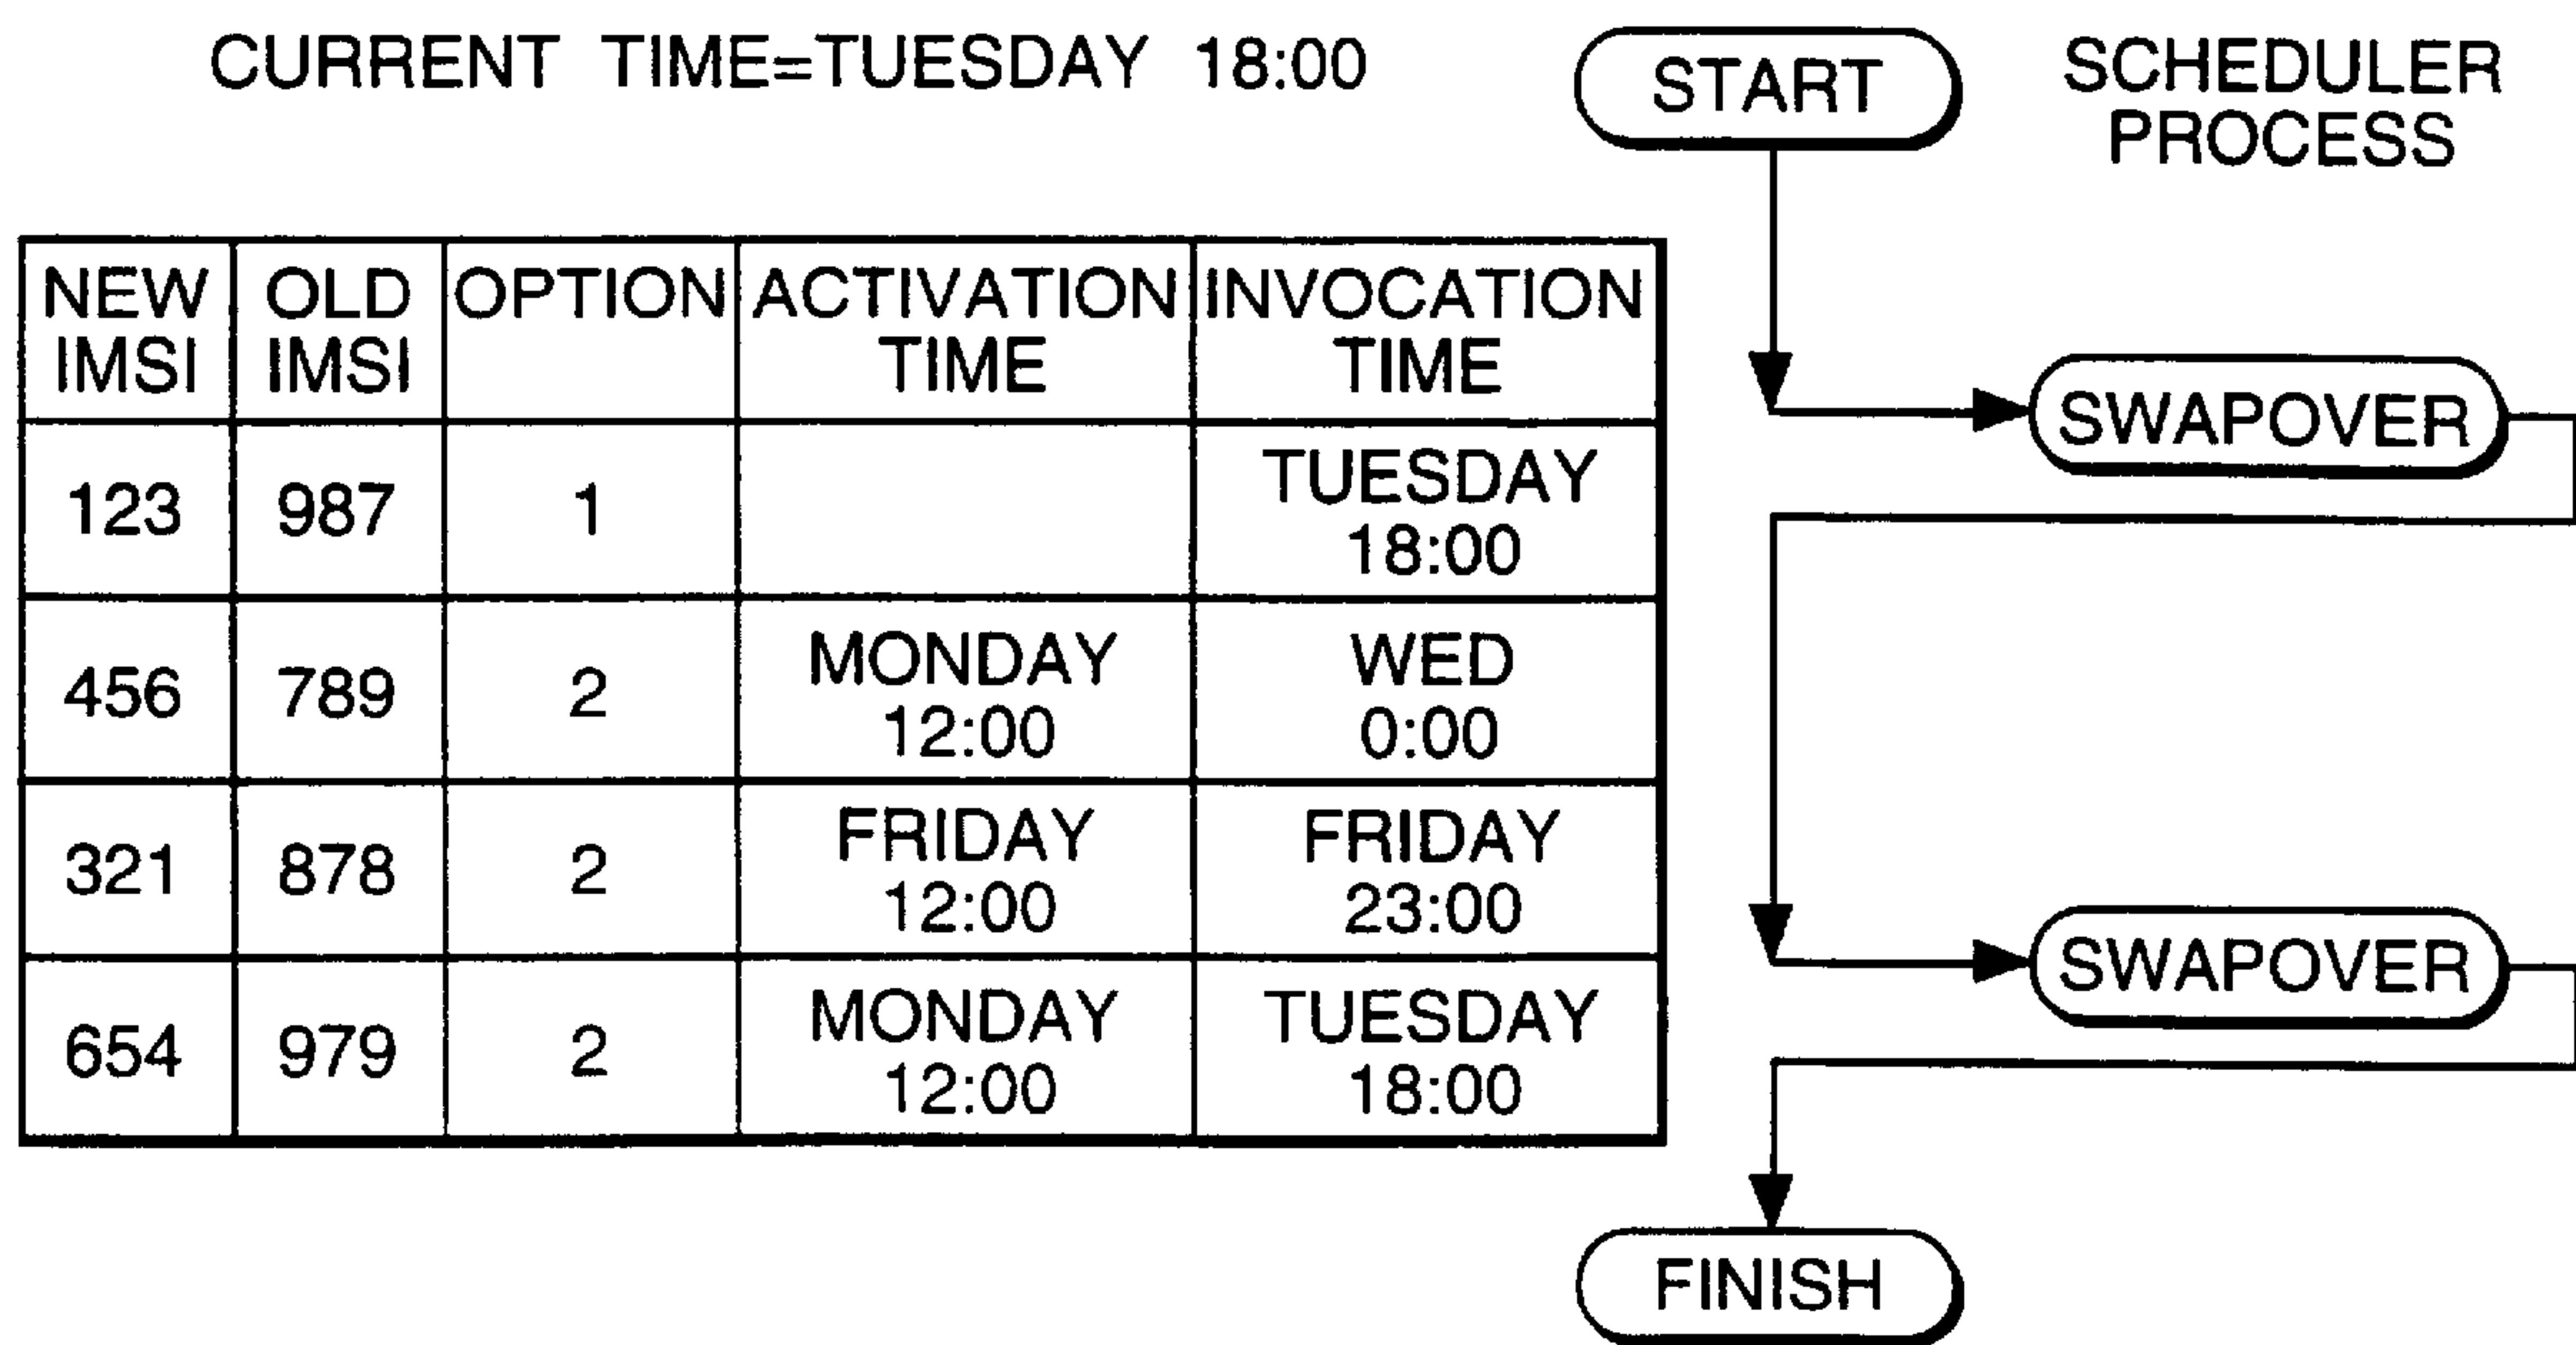 CURRENT TIME=TUESDAY 18:00
START
SCHEDULER
PROCESS
NEW OLD OPTION ACTIVATION INVOCATION
IMSI IMSI TIME TIME
SWAPOVER
123 987 1 TUESDAY
18:00
456 789 2 MONDAY WED
12:00 0:00
321 878 2 FRIDAY FRIDAY
12:00 23:00
SWAPOVER
654 979 2 MONDAY TUESDAY
12:00 18:00
FINISH